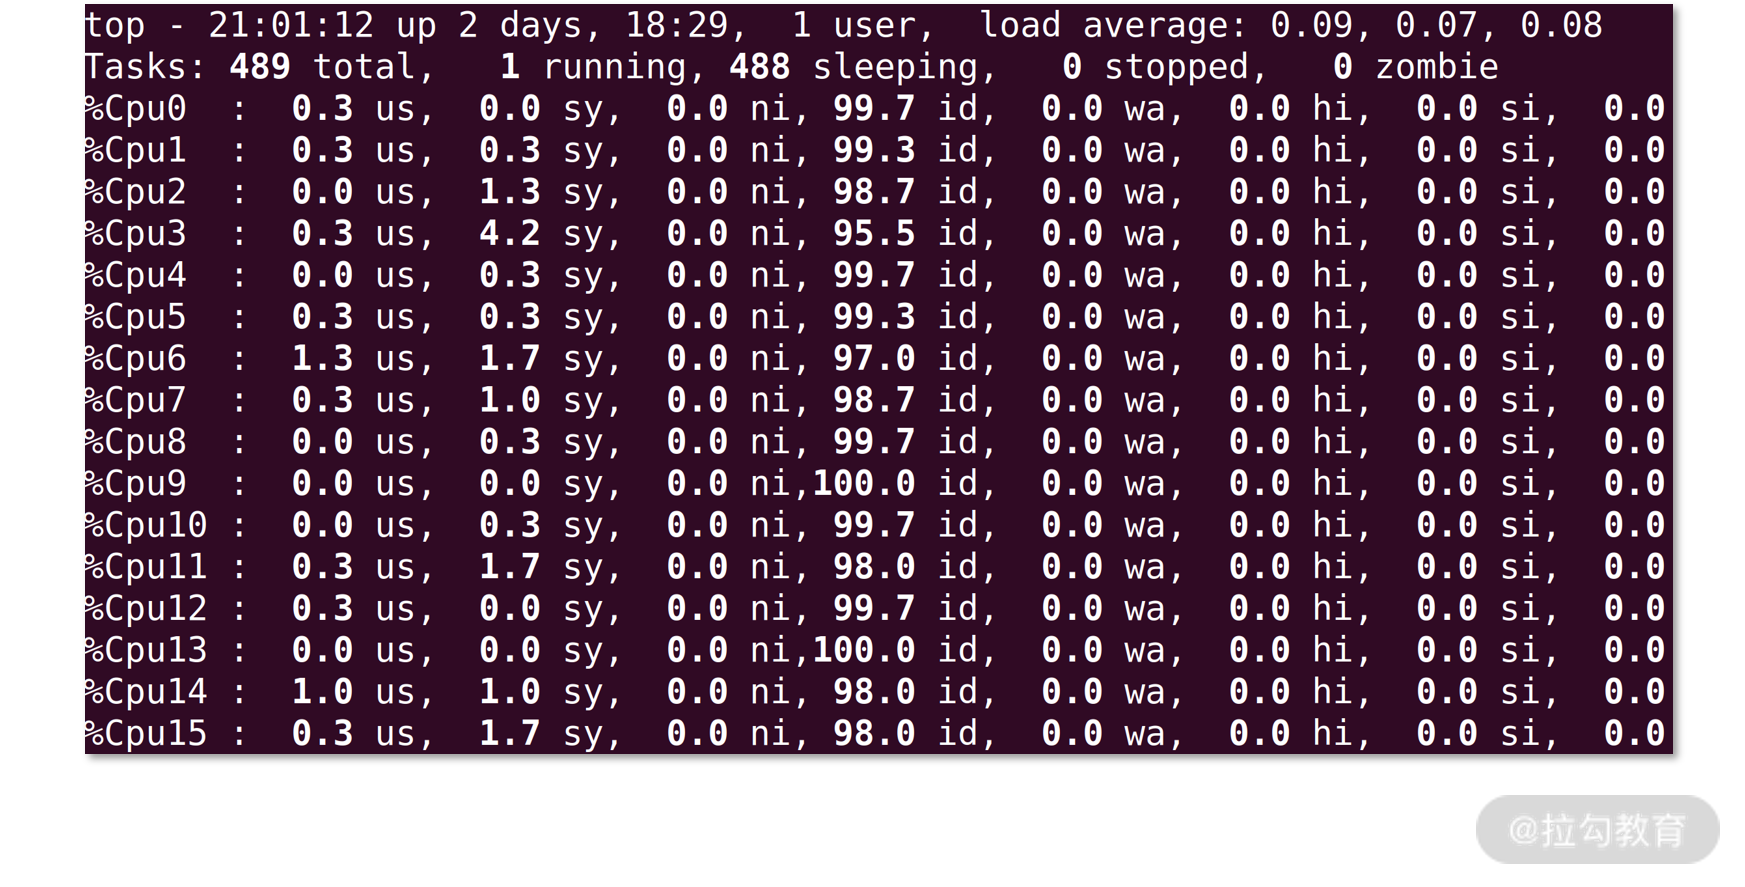 top - 21:01:12 up 2 days, 18:29,  1 user,  load average: 0.09, 0.07, 0.08
Tasks: 489 total,   1 running, 488 sleeping,   0 stopped,   0 zombie
%Cpu0  :  0.3 us,  0.0 sy,  0.0 ni, 99.7 id,  0.0 wa,  0.0 hi,  0.0 si,  0.0
%Cpu1  :  0.3 us,  0.3 sy,  0.0 ni, 99.3 id,  0.0 wa,  0.0 hi,  0.0 si,  0.0
%Cpu2  :  0.0 us,  1.3 sy,  0.0 ni, 98.7 id,  0.0 wa,  0.0 hi,  0.0 si,  0.0
%Cpu3  :  0.3 us,  4.2 sy,  0.0 ni, 95.5 id,  0.0 wa,  0.0 hi,  0.0 si,  0.0
%Cpu4  :  0.0 us,  0.3 sy,  0.0 ni, 99.7 id,  0.0 wa,  0.0 hi,  0.0 si,  0.0
%Cpu5  :  0.3 us,  0.3 sy,  0.0 ni, 99.3 id,  0.0 wa,  0.0 hi,  0.0 si,  0.0
%Cpu6  :  1.3 us,  1.7 sy,  0.0 ni, 97.0 id,  0.0 wa,  0.0 hi,  0.0 si,  0.0
%Cpu7  :  0.3 us,  1.0 sy,  0.0 ni, 98.7 id,  0.0 wa,  0.0 hi,  0.0 si,  0.0
%Cpu8  :  0.0 us,  0.3 sy,  0.0 ni, 99.7 id,  0.0 wa,  0.0 hi,  0.0 si,  0.0
%Cpu9  :  0.0 us,  0.0 sy,  0.0 ni,100.0 id,  0.0 wa,  0.0 hi,  0.0 si,  0.0
%Cpu10 :  0.0 us,  0.3 sy,  0.0 ni, 99.7 id,  0.0 wa,  0.0 hi,  0.0 si,  0.0
%Cpu11 :  0.3 us,  1.7 sy,  0.0 ni, 98.0 id,  0.0 wa,  0.0 hi,  0.0 si,  0.0
%Cpu12 :  0.3 us,  0.0 sy,  0.0 ni, 99.7 id,  0.0 wa,  0.0 hi,  0.0 si,  0.0
%Cpu13 :  0.0 us,  0.0 sy,  0.0 ni,100.0 id,  0.0 wa,  0.0 hi,  0.0 si,  0.0
%Cpu14 :  1.0 us,  1.0 sy,  0.0 ni, 98.0 id,  0.0 wa,  0.0 hi,  0.0 si,  0.0
%Cpu15 :  0.3 us,  1.7 sy,  0.0 ni, 98.0 id,  0.0 wa,  0.0 hi,  0.0 si,  0.0
@拉勾教育